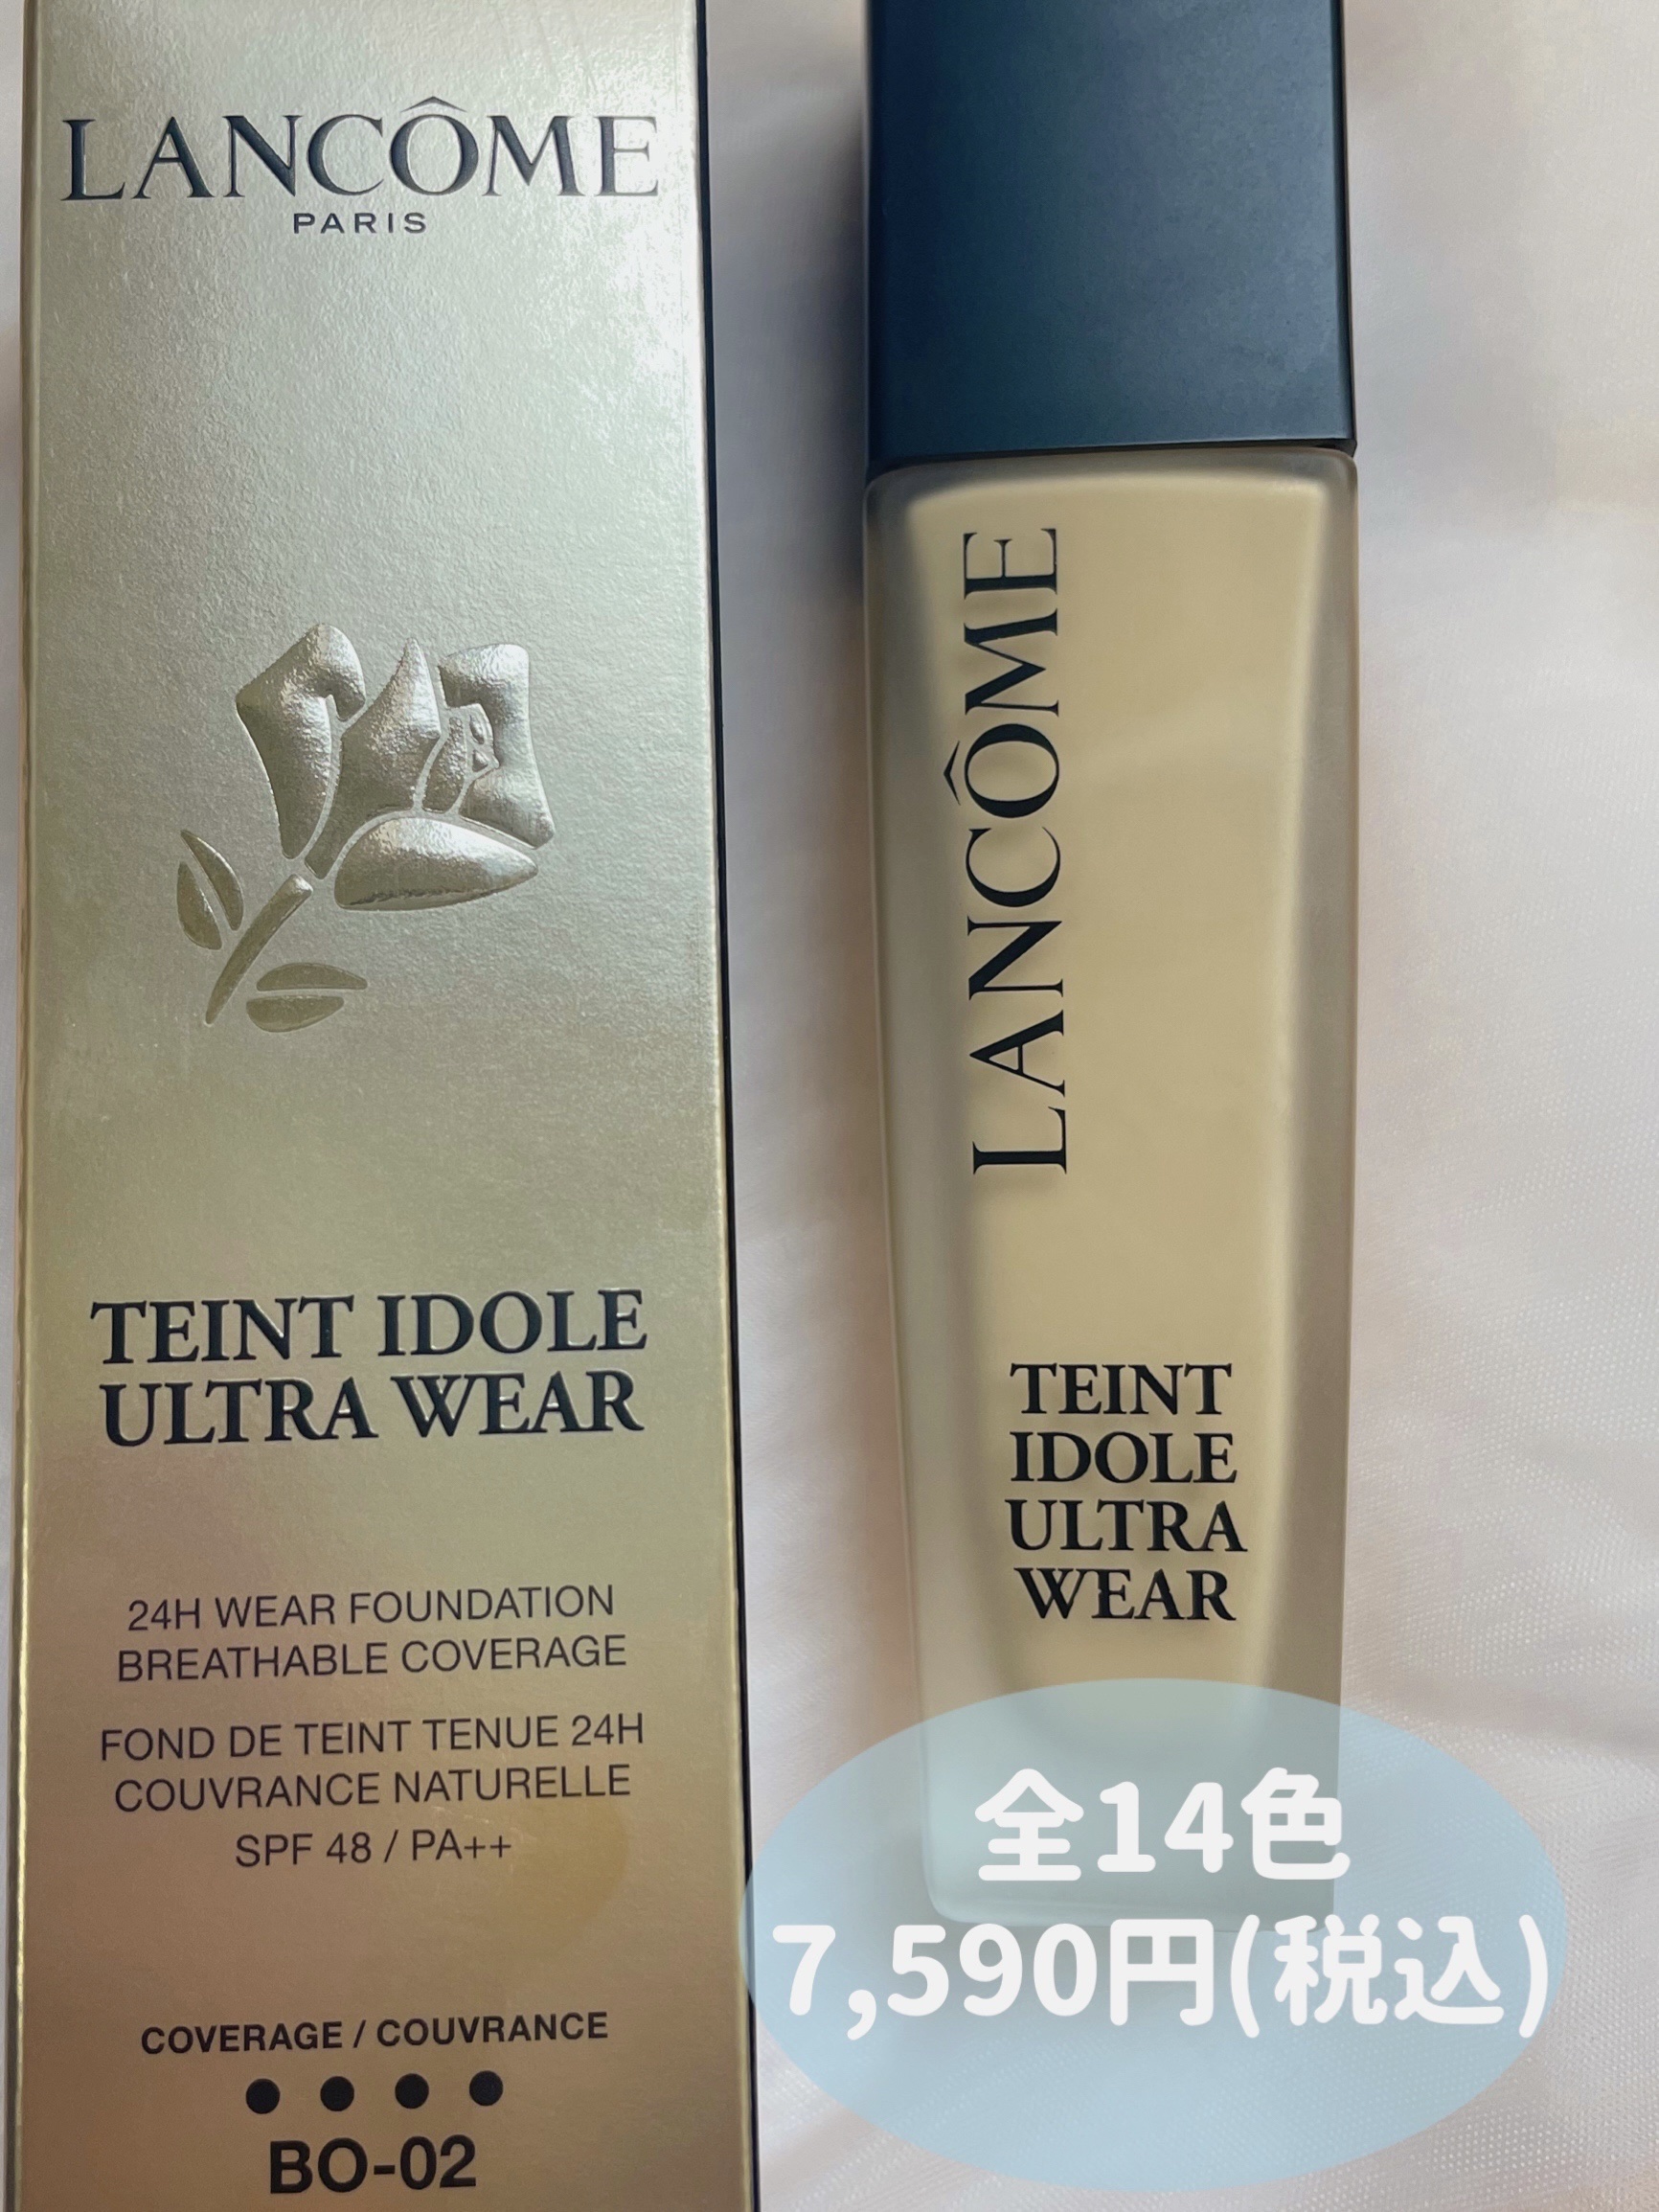 LANCÔME
PARIS
TEINT IDOLE
ULTRA WEAR
24H WEAR FOUNDATION
BREATHABLE COVERAGE
FOND DE TEINT TENUE 24H
COUVRANCE NATURELLE
SPF 48 / PA++
COVERAGE / COUVRANCE
BO-02
LANCÔME
TEINT
IDOLE
ULTRA
WEAR
全14色
7,590円(税込)